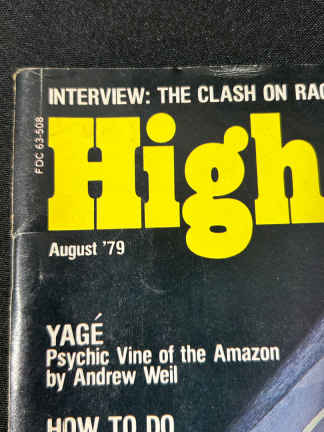 INTERVIEW: THE CLASH ON RAC
FDC 63-508
High
August '79
YAGÉ
Psychic Vine of the Amazon
by Andrew Weil
HOW TO DO